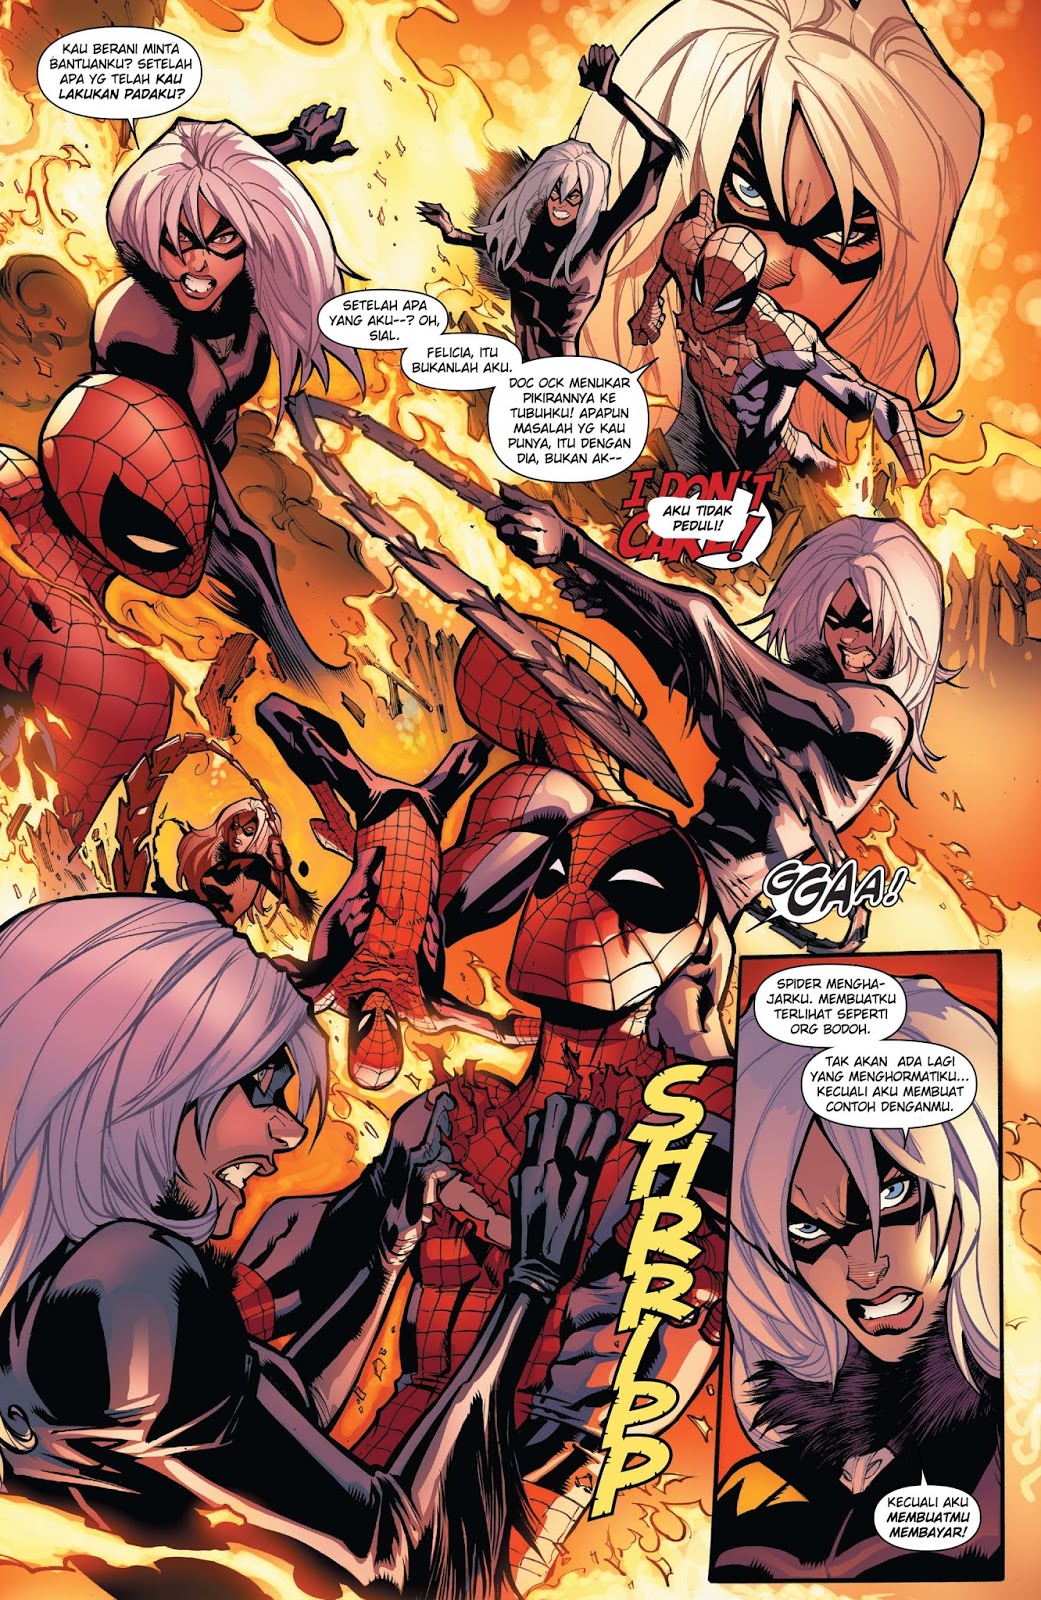 KAU BERANI MINTA
BANTUANKU? SETELAH
APA YG TELAH KAU
LAKUKAN PADAKU?
SETELAH APA
YANG AKU--? OH,
SIAL.
FELICIA, ITU
BUKANLAH AKU.
DOC OCK MENUKAR
PIKIRANNYA KE
TUBUHKU! APAPUN
MASALAH YG KAU
PUNYA, ITU DENGAN
DIA, BUKAN AK--
I DON'T
CARE!
AKU TIDAK
PEDULI!
GGAA!
SHRRIPP
SPIDER MENGHA-
JARKU. MEMBUATKU
TERLIHAT SEPERTI
ORG BODOH.
TAK AKAN ADA LAGI
YANG MENGHORMATIKU...
KECUALI AKU MEMBUAT
CONTOH DENGANMU.
KECUALI AKU
MEMBUATMU
MEMBAYAR!